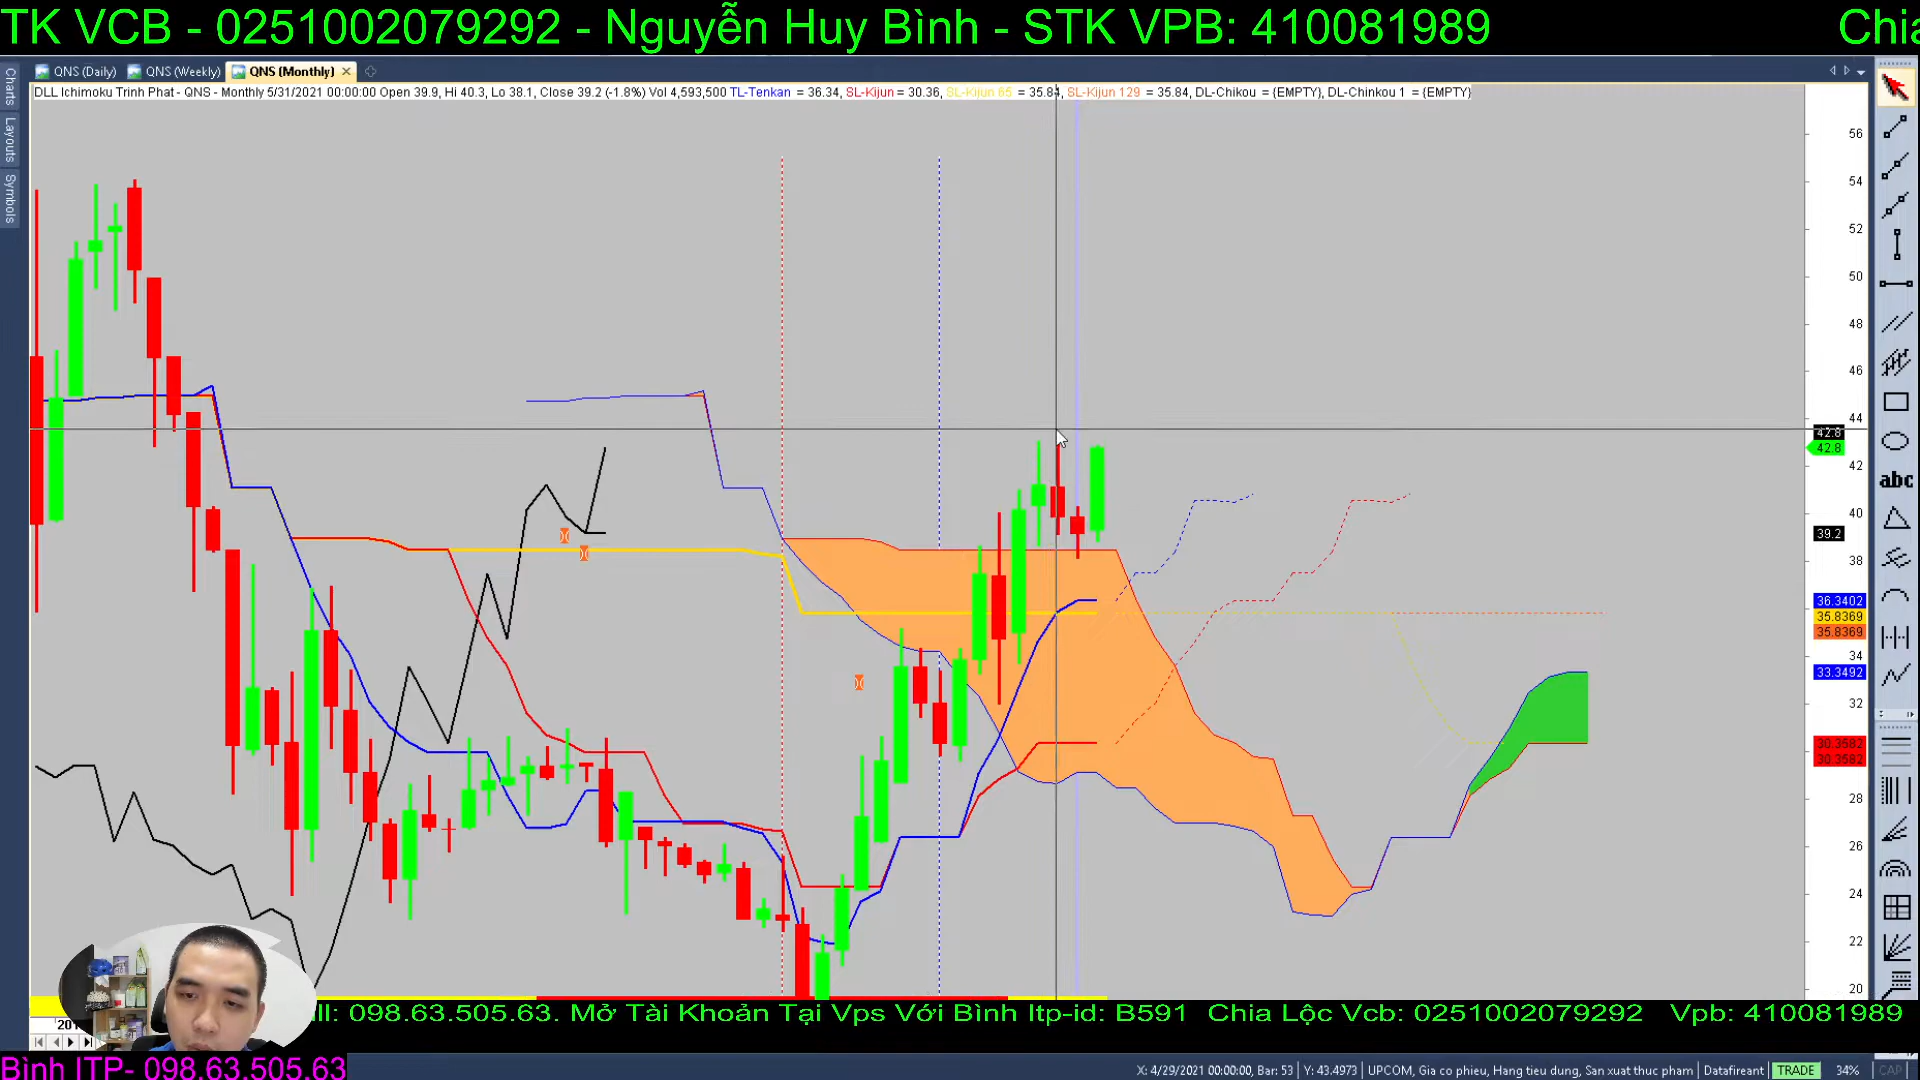 TK VCB - 0251002079292 - Nguyễn Huy Bình - STK VPB: 410081989 Chia
QNS (Daily) QNS (Weekly) QNS (Monthly)
Charts
Layouts
Symbols
DLL Ichimoku Trinh Phat - QNS - Monthly 5/31/2021 00:00:00 Open 39.9, Hi 40.3, Lo 38.1, Close 39.2 (-1.8%) Vol 4,593,500 TL-Tenkan = 36.34, SL-Kijun = 30.36, SL-Kijun 65 = 35.84, SL-Kijun 129 = 35.84, DL-Chikou = {EMPTY}, DL-Chinkou 1 = {EMPTY}
56
54
52
50
48
46
44
42.8
42.8
42
40
39.2
38
36.3402
35.8369
35.8369
34
33.3492
32
30.3582
30.3582
28
26
24
22
20
abc
all: 098.63.505.63. Mở Tài Khoản Tại Vps Với Bình Itp-id: B591 Chia Lộc Vcb: 0251002079292 Vpb: 410081989
Bình ITP- 098.63.505.63
X: 4/29/2021 00:00:00, Bar: 53 Y: 43.4973 UPCOM, Gia co phieu, Hang tieu dung, San xuat thuc pham Datafireant TRADE 34% CAP